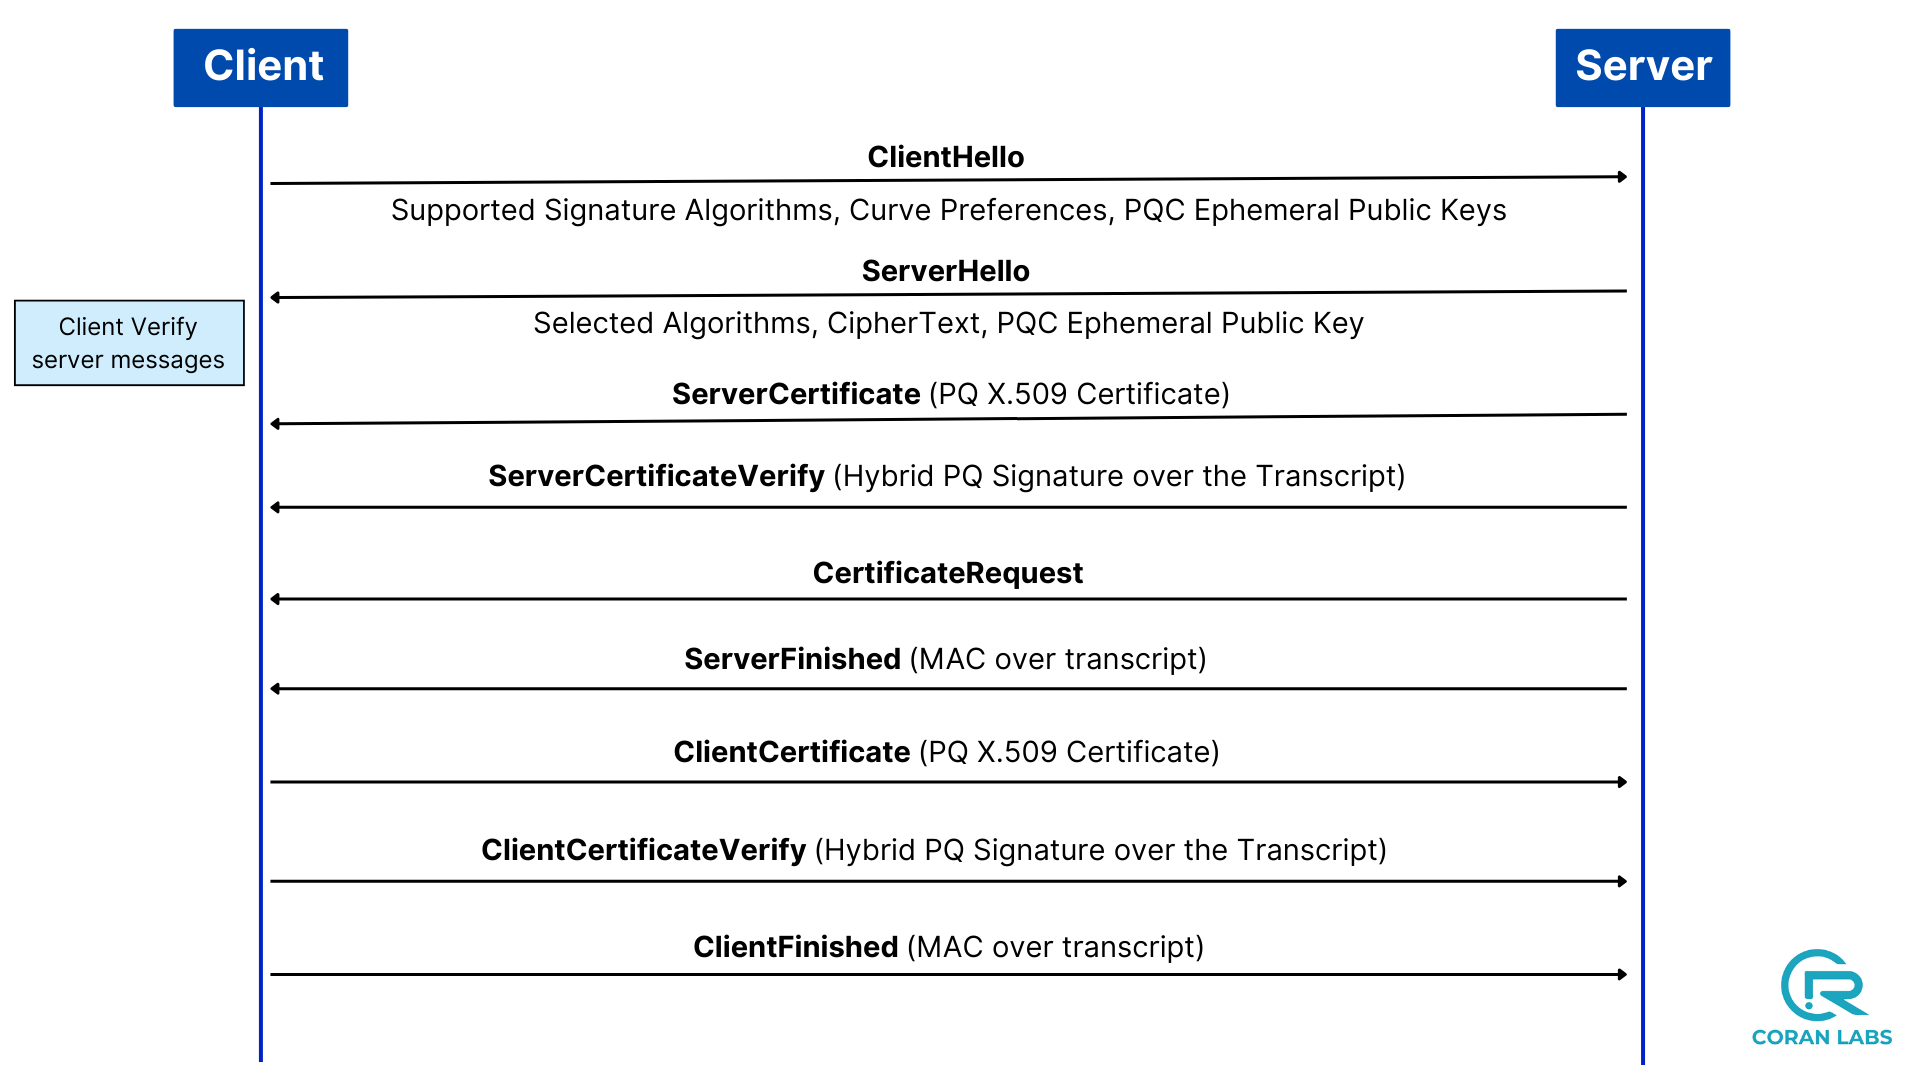 Client
Server
ClientHello
Supported Signature Algorithms, Curve Preferences, PQC Ephemeral Public Keys
ServerHello
Selected Algorithms, CipherText, PQC Ephemeral Public Key
Client Verify
server messages
ServerCertificate (PQ X.509 Certificate)
ServerCertificateVerify (Hybrid PQ Signature over the Transcript)
CertificateRequest
ServerFinished (MAC over transcript)
ClientCertificate (PQ X.509 Certificate)
ClientCertificateVerify (Hybrid PQ Signature over the Transcript)
ClientFinished (MAC over transcript)
CORAN LABS